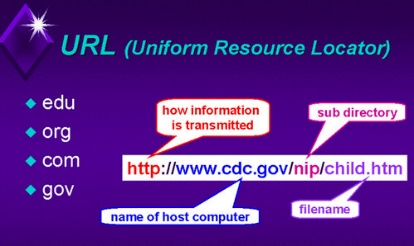 URL (Uniform Resource Locator)
edu
org
com
gov
how information
is transmitted
sub directory
http://www.cdc.gov/nip/child.htm
name of host computer
filename